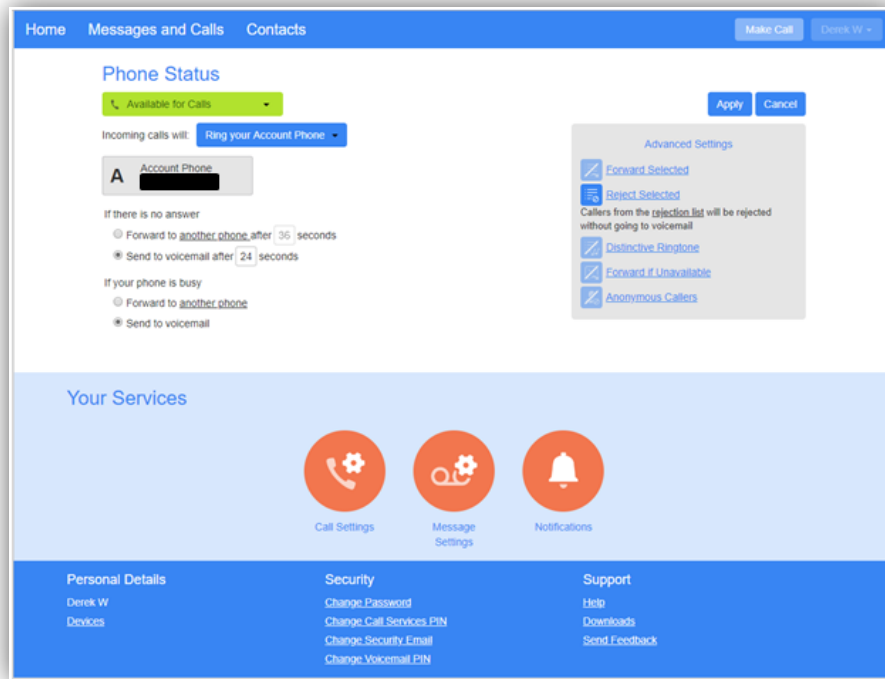 Home Messages and Calls Contacts Make Call Derek W
Phone Status
Available for Calls
Apply Cancel
Incoming calls will: Ring your Account Phone
A Account Phone
If there is no answer
Forward to another phone after 36 seconds
Send to voicemail after 24 seconds
If your phone is busy
Forward to another phone
Send to voicemail
Advanced Settings
Forward Selected
Reject Selected
Callers from the rejection list will be rejected
without going to voicemail
Distinctive Ringtone
Forward if Unavailable
Anonymous Callers
Your Services
Call Settings
Message
Settings
Notifications
Personal Details
Derek W
Devices
Security
Change Password
Change Call Services PIN
Change Security Email
Change Voicemail PIN
Support
Help
Downloads
Send Feedback